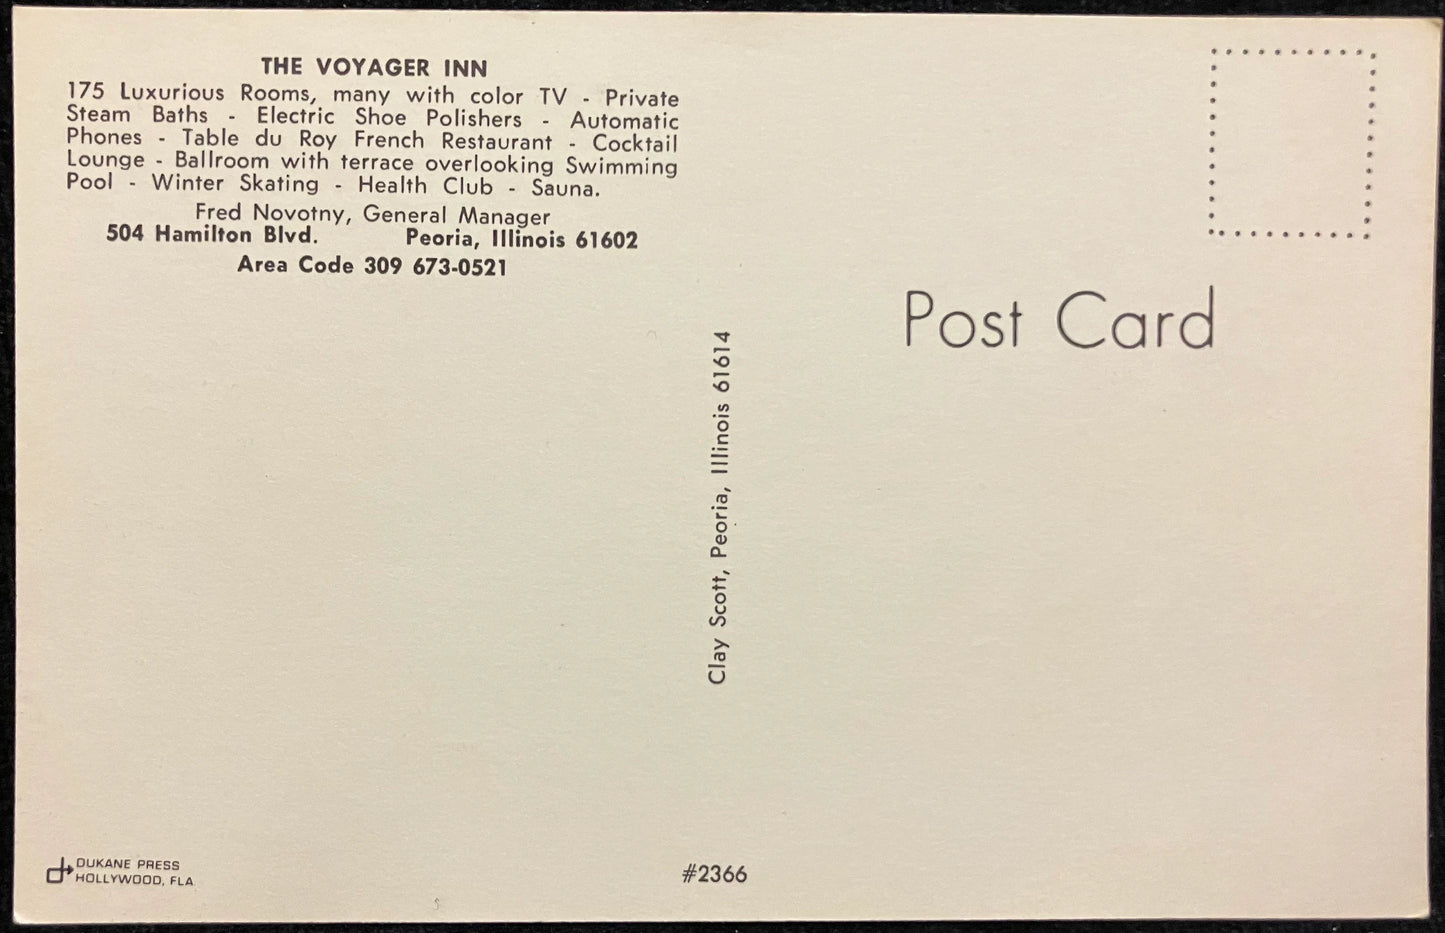 THE VOYAGER INN
175 Luxurious Rooms, many with color TV - Private
Steam Baths - Electric Shoe Polishers - Automatic
Phones - Table du Roy French Restaurant - Cocktail
Lounge - Ballroom with terrace overlooking Swimming
Pool - Winter Skating - Health Club - Sauna.
Fred Novotny, General Manager
504 Hamilton Blvd. Peoria, Illinois 61602
Area Code 309 673-0521
Post Card
Clay Scott, Peoria, Illinois 61614
DUKANE PRESS
HOLLYWOOD, FLA
#2366